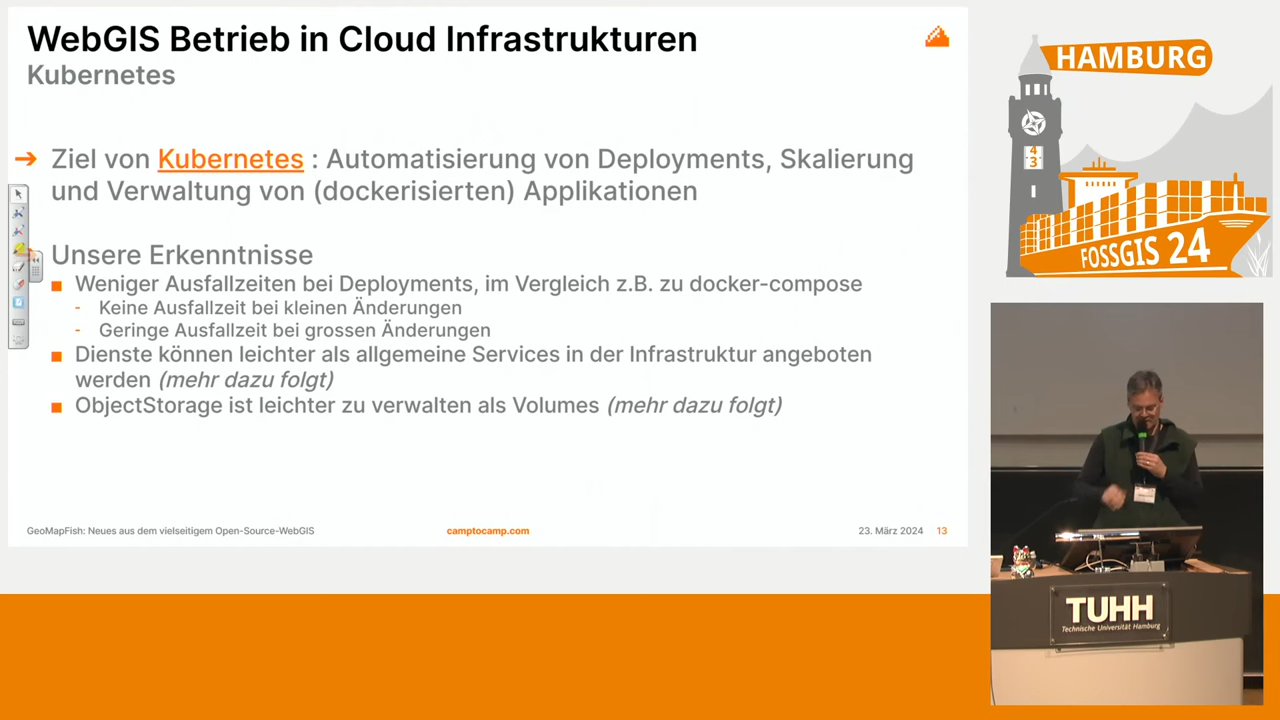 WebGIS Betrieb in Cloud Infrastrukturen
Kubernetes
➔ Ziel von Kubernetes : Automatisierung von Deployments, Skalierung
und Verwaltung von (dockerisierten) Applikationen
Unsere Erkenntnisse
■ Weniger Ausfallzeiten bei Deployments, im Vergleich z.B. zu docker-compose
- Keine Ausfallzeit bei kleinen Änderungen
- Geringe Ausfallzeit bei grossen Änderungen
■ Dienste können leichter als allgemeine Services in der Infrastruktur angeboten
werden (mehr dazu folgt)
■ ObjectStorage ist leichter zu verwalten als Volumes (mehr dazu folgt)
GeoMapFish: Neues aus dem vielseitigem Open-Source-WebGIS
camptocamp.com
23. März 2024 13
HAMBURG
4
3
FOSSGIS 24
TUHH
Technische Universität Hamburg